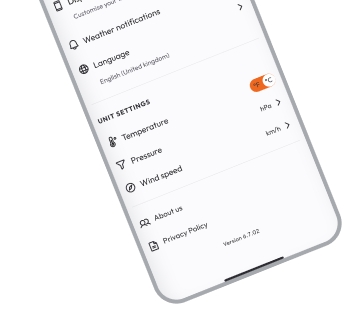 Customise your
Weather notifications
Language
English (United Kingdom)
UNIT SETTINGS
Temperature °F °C
Pressure hPa
Wind speed km/h
About us
Privacy Policy
Version 6.7.02